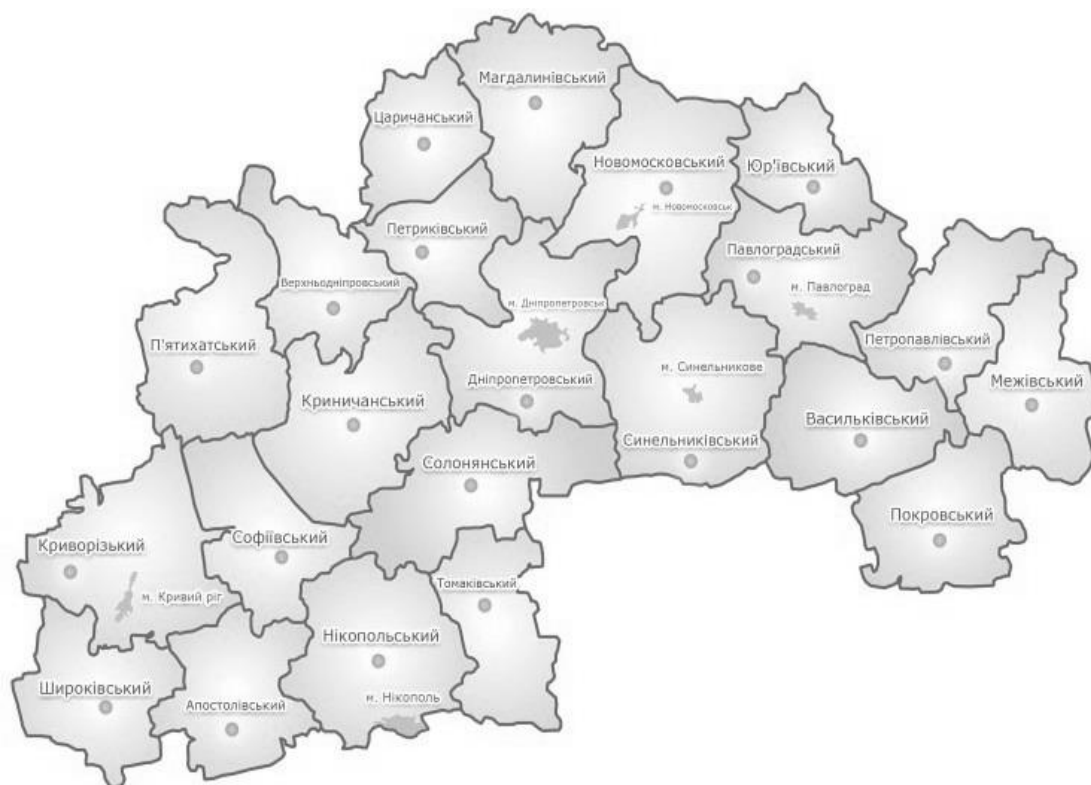 Магдалинівський
Царичанський
Новомосковський
Юр'ївський
м. Новомосковськ
Петриківський
Павлоградський
Верхньодніпровський
м. Павлоград
м. Дніпропетровськ
Петропавлівський
П'ятихатський
м. Синельникове
Дніпропетровський
Межівський
Криничанський
Васильківський
Синельниківський
Солонянський
Покровський
Софіївський
Криворізький
Томаківський
м. Кривий ріг
Нікопольський
Широківський
м. Нікополь
Апостолівський